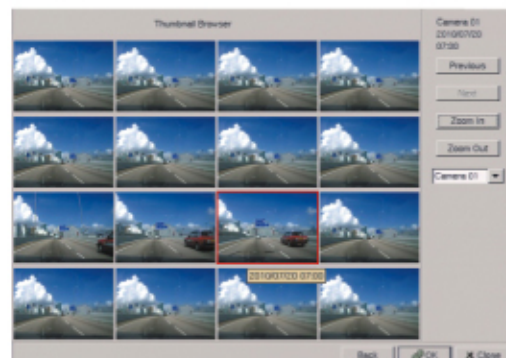 Thumbnail Browser
Camera 01
2010/07/20
07:00
Previous
Next
Zoom In
Zoom Out
Camera 01
2010/07/20 07:00
Back
OK
Close